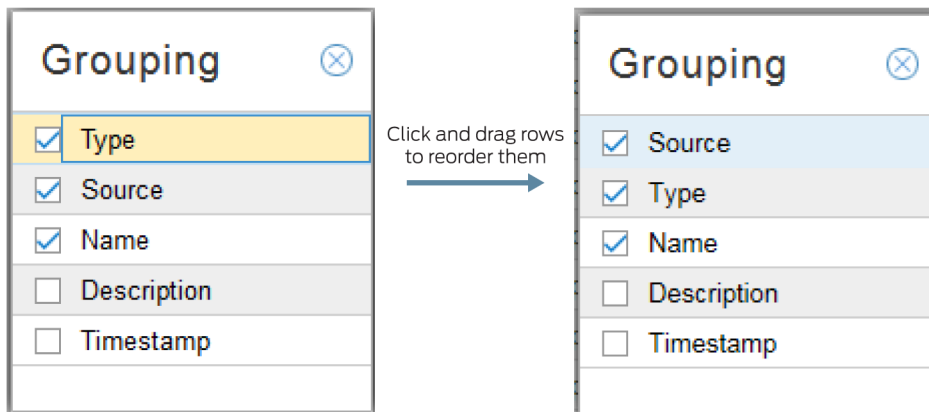 Grouping
Type
Source
Name
Description
Timestamp
Click and drag rows
to reorder them
Grouping
Source
Type
Name
Description
Timestamp